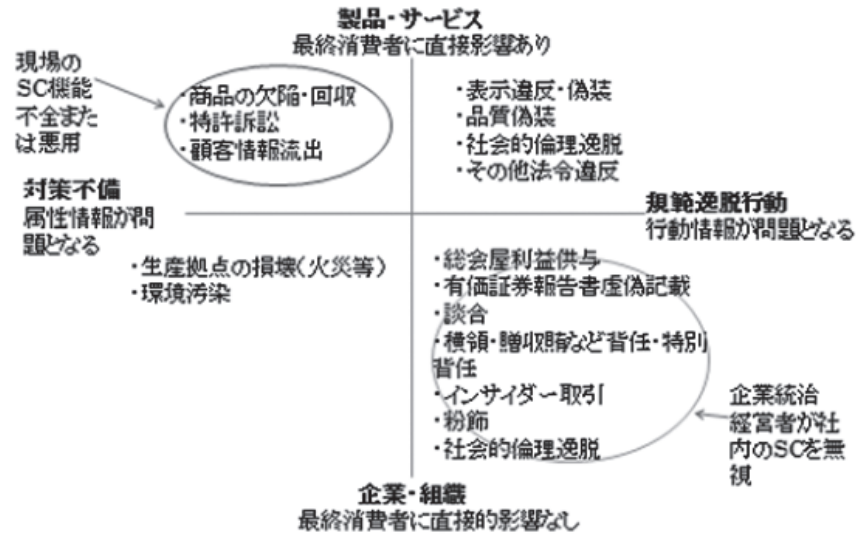 製品・サービス
最終消費者に直接影響あり
現場の
SC機能
不全また
は悪用
・商品の欠陥・回収
・特許訴訟
・顧客情報流出
・表示違反・偽装
・品質偽装
・社会的倫理逸脱
・その他法令違反
対策不備
属性情報が問
題となる
規範逸脱行動
行動情報が問題となる
・生産拠点の損壊(火災等)
・環境汚染
・総会屋利益供与
・有価証券報告書虚偽記載
・談合
・横領・贈収賄など背任・特別
背任
・インサイダー取引
・粉飾
・社会的倫理逸脱
企業統治
経営者が社
内のSCを無
視
企業・組織
最終消費者に直接的影響なし